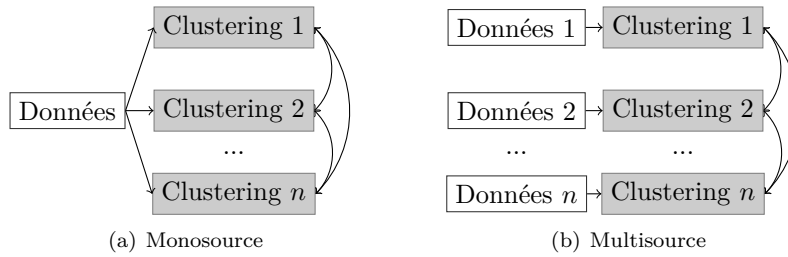 Données
Clustering 1
Clustering 2
...
Clustering n
(a) Monosource
Données 1
Clustering 1
Données 2
Clustering 2
...
...
Données n
Clustering n
(b) Multisource